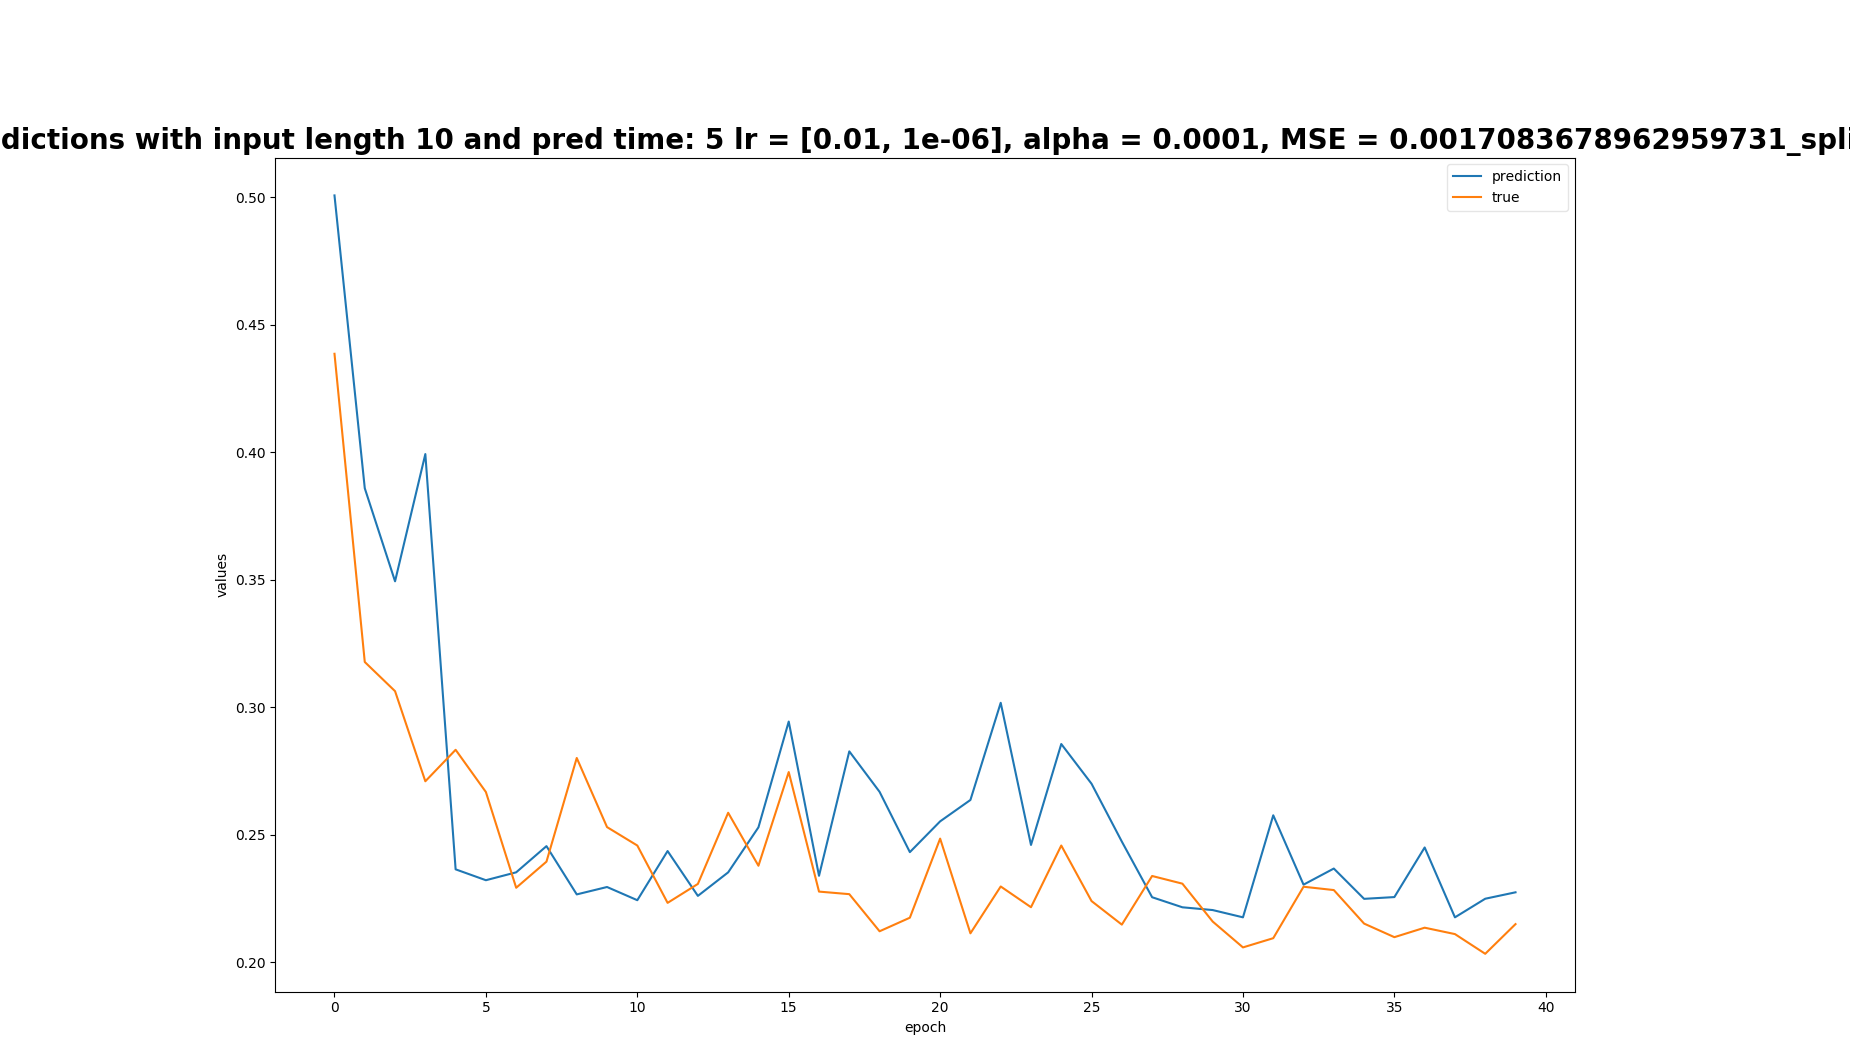 dictions with input length 10 and pred time: 5 lr = [0.01, 1e-06], alpha = 0.0001, MSE = 0.0017083678962959731_spli
prediction
true
0.50
0.45
0.40
0.35
0.30
0.25
0.20
values
0 5 10 15 20 25 30 35 40
epoch